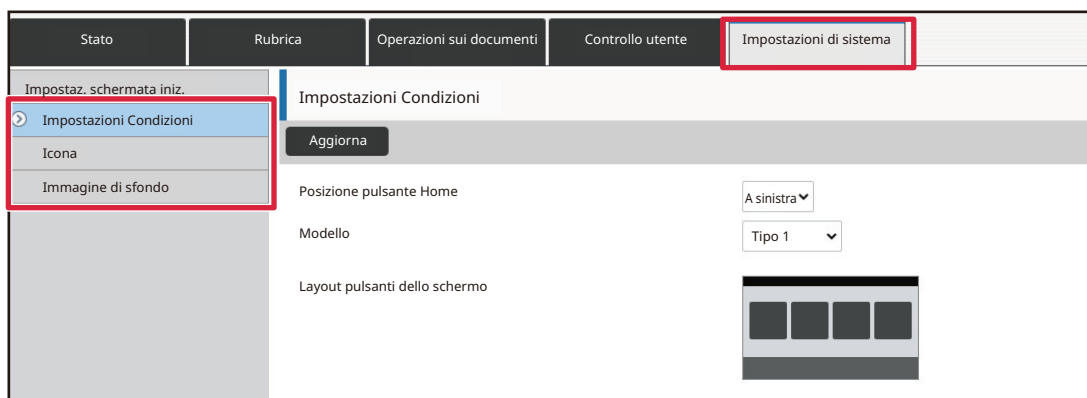 Stato
Rubrica
Operazioni sui documenti
Controllo utente
Impostazioni di sistema
Impostaz. schermata iniz.
Impostazioni Condizioni
Icona
Immagine di sfondo
Impostazioni Condizioni
Aggiorna
Posizione pulsante Home
A sinistra
Modello
Tipo 1
Layout pulsanti dello schermo